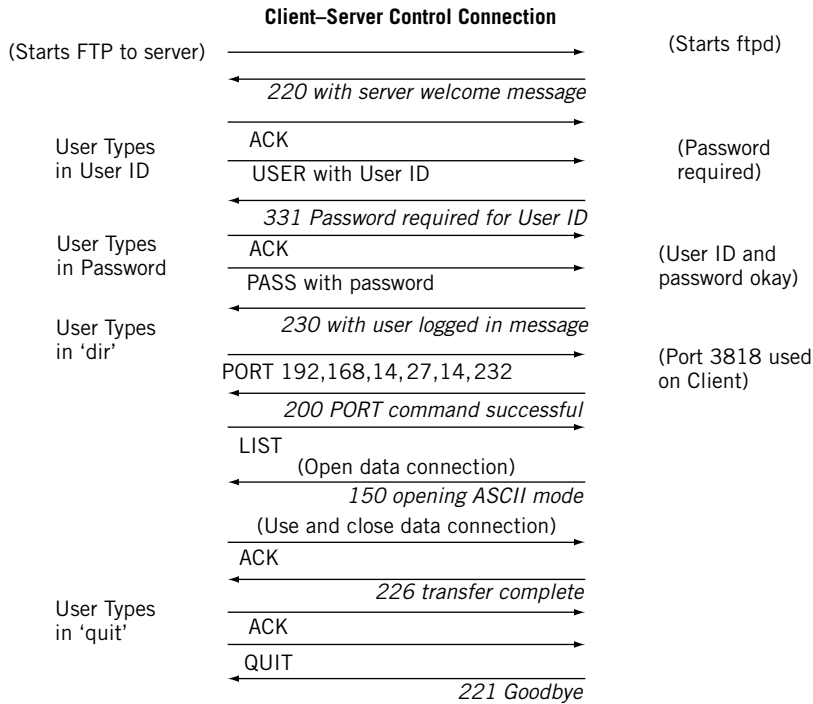 Client–Server Control Connection
(Starts FTP to server)
(Starts ftpd)
220 with server welcome message
User Types
in User ID
ACK
USER with User ID
(Password
required)
331 Password required for User ID
User Types
in Password
ACK
PASS with password
(User ID and
password okay)
230 with user logged in message
User Types
in ‘dir’
PORT 192,168,14,27,14,232
(Port 3818 used
on Client)
200 PORT command successful
LIST
(Open data connection)
150 opening ASCII mode
(Use and close data connection)
ACK
226 transfer complete
User Types
in ‘quit’
ACK
QUIT
221 Goodbye